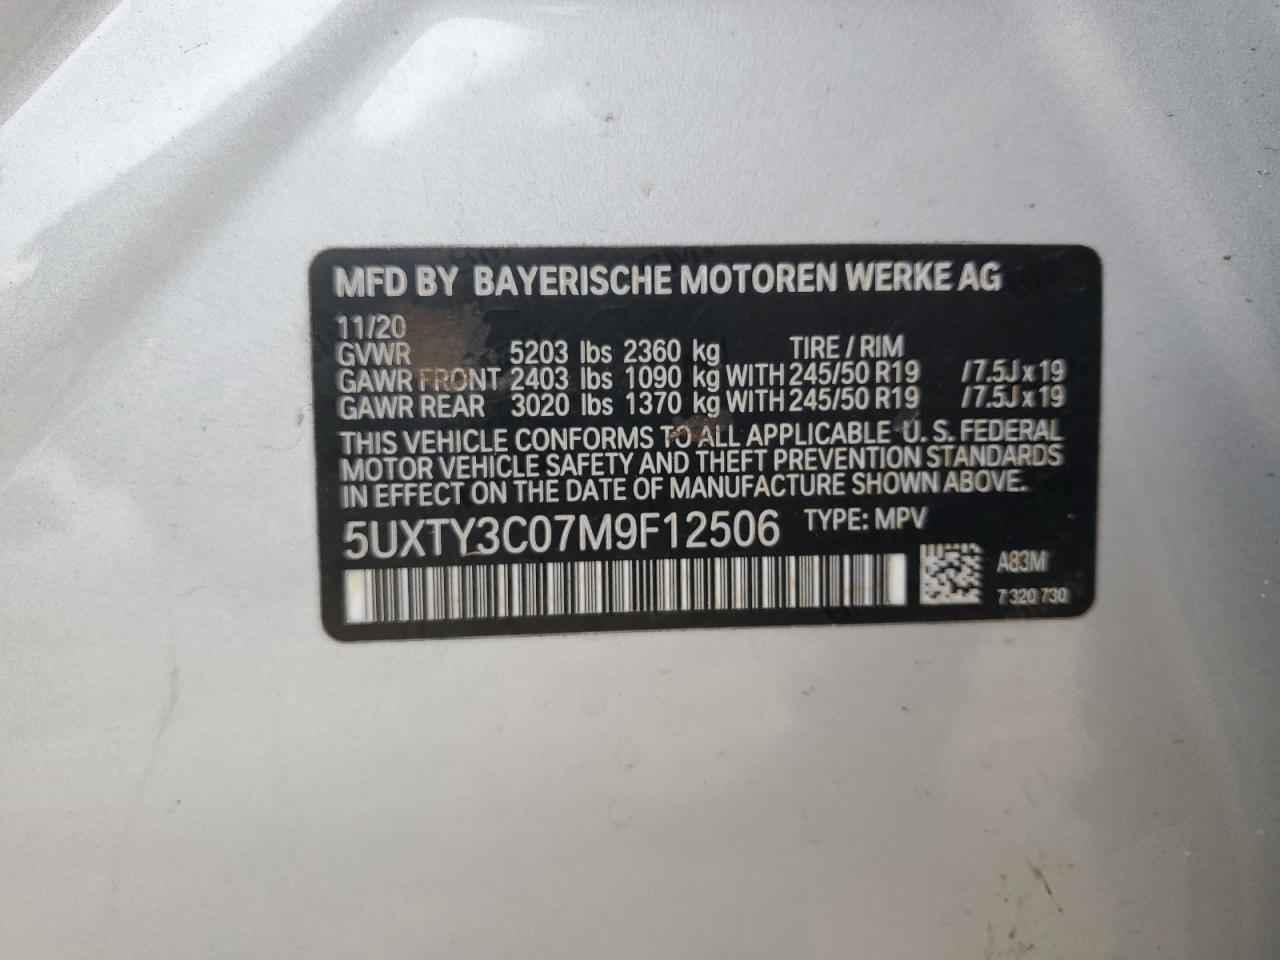 MFD BY BAYERISCHE MOTOREN WERKE AG
11/20
GVWR 5203 lbs 2360 kg TIRE / RIM
GAWR FRONT 2403 lbs 1090 kg WITH 245/50 R19 /7.5J x 19
GAWR REAR 3020 lbs 1370 kg WITH 245/50 R19 /7.5J x 19
THIS VEHICLE CONFORMS TO ALL APPLICABLE U. S. FEDERAL
MOTOR VEHICLE SAFETY AND THEFT PREVENTION STANDARDS
IN EFFECT ON THE DATE OF MANUFACTURE SHOWN ABOVE.
5UXTY3C07M9F12506 TYPE: MPV
A83M
7 320 730